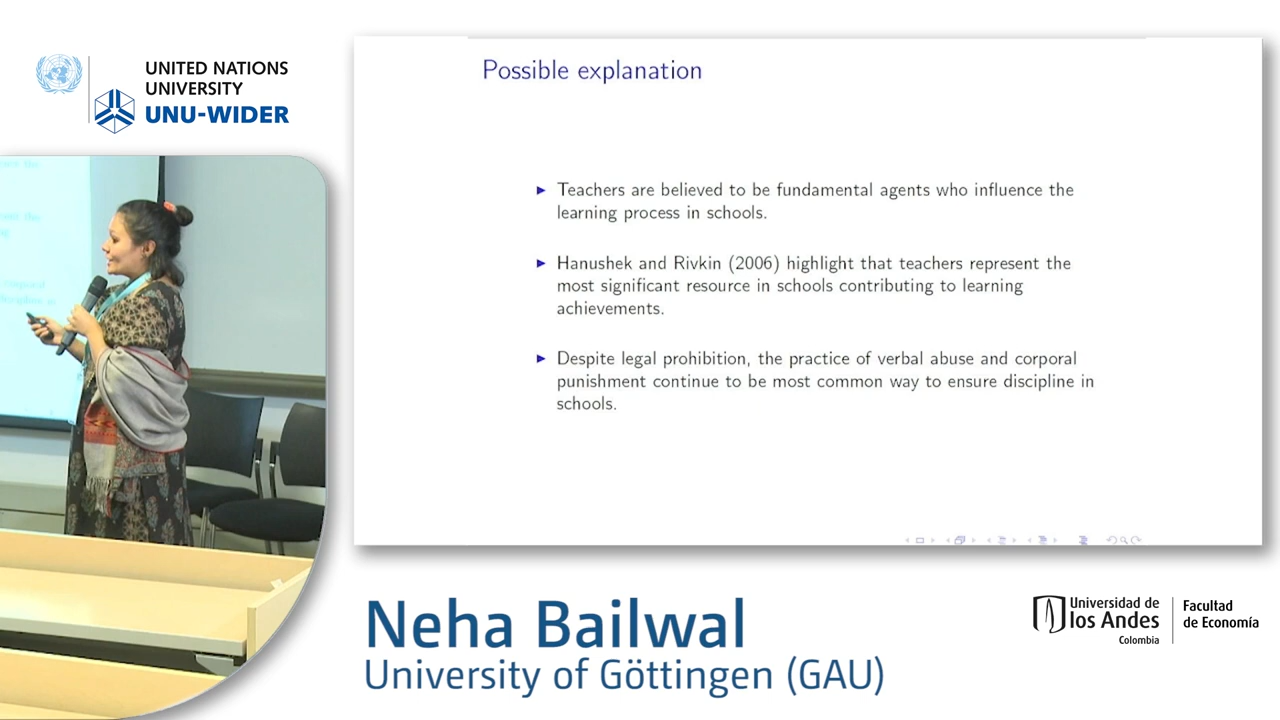 UNITED NATIONS
UNIVERSITY
UNU-WIDER
Possible explanation
Teachers are believed to be fundamental agents who influence the
learning process in schools.
Hanushek and Rivkin (2006) highlight that teachers represent the
most significant resource in schools contributing to learning
achievements.
Despite legal prohibition, the practice of verbal abuse and corporal
punishment continue to be most common way to ensure discipline in
schools.
Neha Bailwal
University of Göttingen (GAU)
Universidad de
los Andes
Colombia
Facultad
de Economía